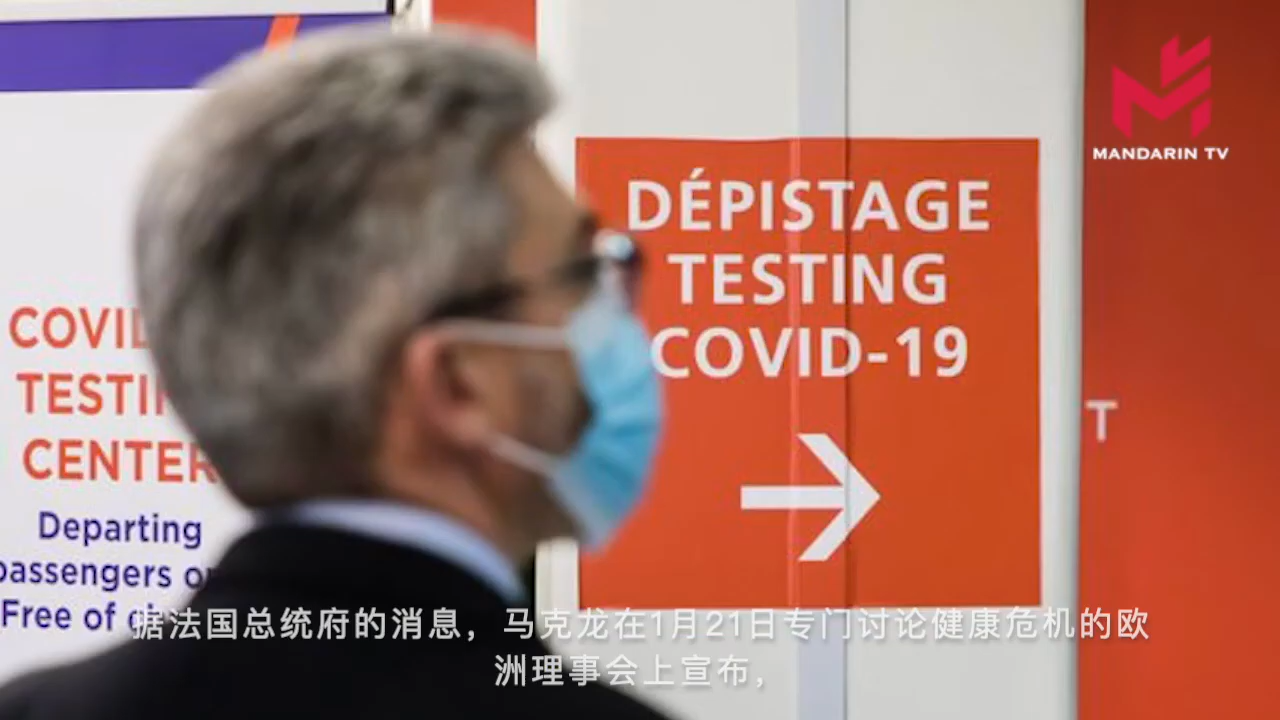 MANDARIN TV
DÉPISTAGE
TESTING
COVID-19
T
TESTI
CENTER
Departing
passengers
Free of
据法国总统府的消息，马克龙在1月21日专门讨论健康危机的欧
洲理事会上宣布，